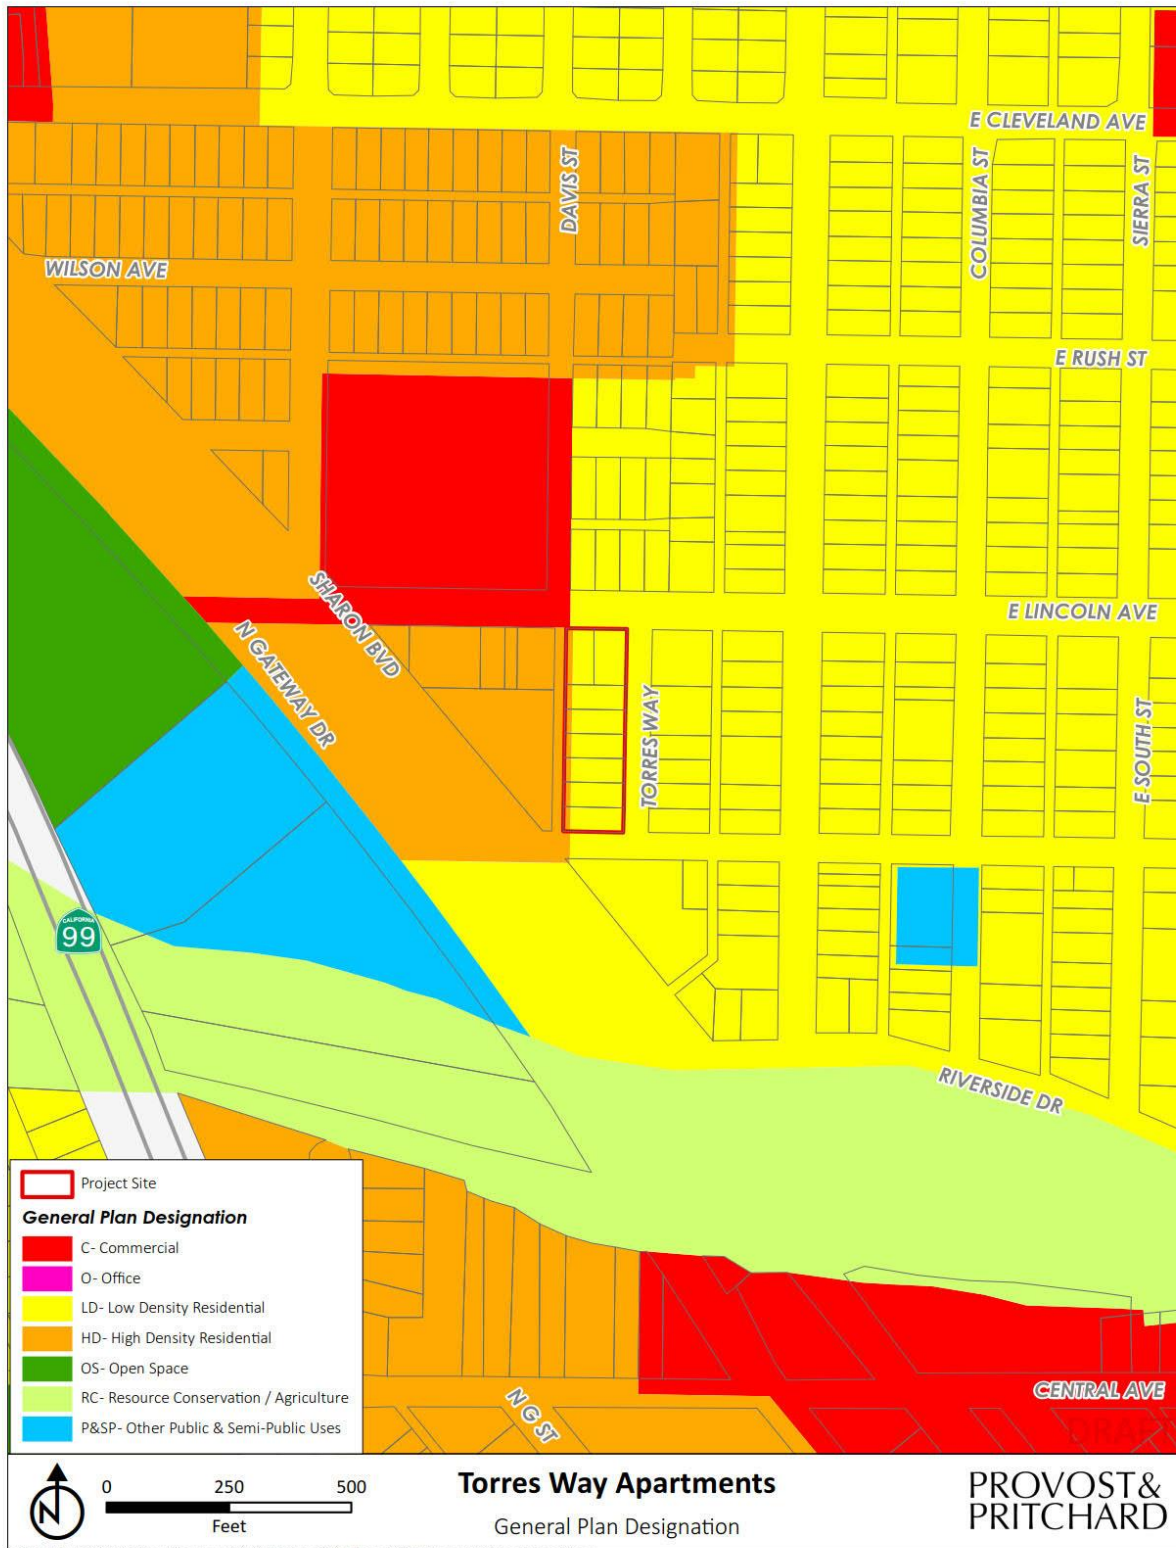 E CLEVELAND AVE
DAVIS ST
COLUMBIA ST
SIERRA ST
WILSON AVE
E RUSH ST
SHARON BVD
E LINCOLN AVE
N GATEWAY DR
TORRES WAY
E SOUTH ST
CALIFORNIA
99
RIVERSIDE DR
Project Site
General Plan Designation
C- Commercial
O- Office
LD- Low Density Residential
HD- High Density Residential
OS- Open Space
RC- Resource Conservation / Agriculture
P&SP- Other Public & Semi-Public Uses
N G ST
CENTRAL AVE
DRAFT
N
0 250 500
Feet
Torres Way Apartments
General Plan Designation
PROVOST&
PRITCHARD